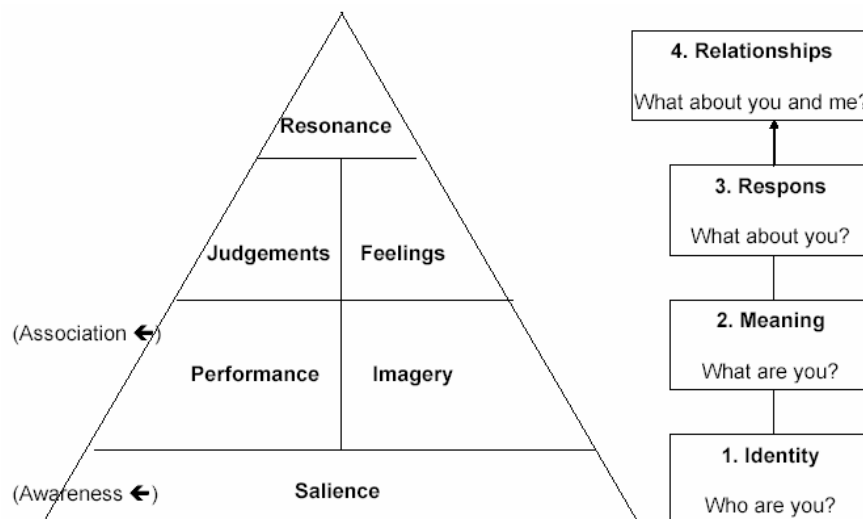 Resonance
Judgements Feelings
(Association 🡰)
Performance Imagery
(Awareness 🡰)
Salience
4. Relationships
What about you and me?
3. Respons
What about you?
2. Meaning
What are you?
1. Identity
Who are you?